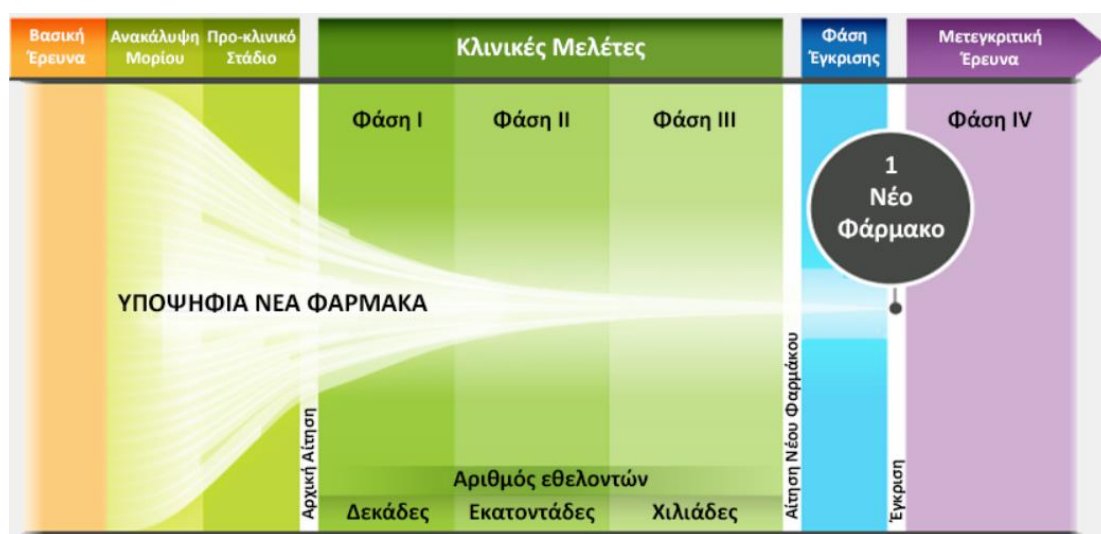 Βασική
Έρευνα
Ανακάλυψη
Μορίου
Προ-κλινικό
Στάδιο
Κλινικές Μελέτες
Φάση
Έγκρισης
Μετεγκριτική
Έρευνα
Φάση I
Φάση II
Φάση III
Φάση IV
1
Νέο
Φάρμακο
ΥΠΟΨΗΦΙΑ ΝΕΑ ΦΑΡΜΑΚΑ
Αρχική Αίτηση
Αίτηση Νέου Φαρμάκου
Έγκριση
Αριθμός εθελοντών
Δεκάδες
Εκατοντάδες
Χιλιάδες